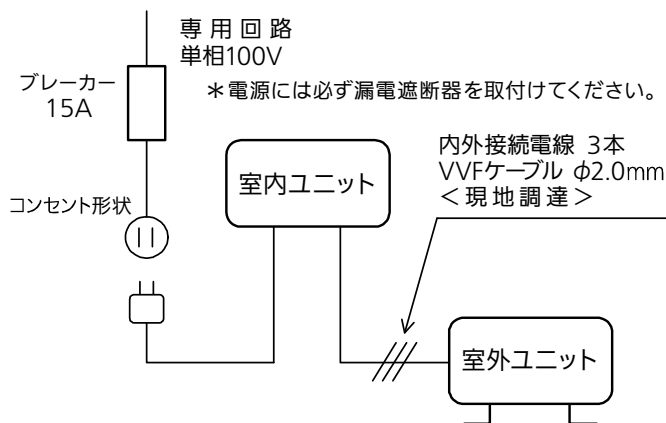 専用回路
単相100V
ブレーカー
15A
＊電源には必ず漏電遮断器を取付けてください。
内外接続電線 3本
VVFケーブル φ2.0mm
＜現地調達＞
室内ユニット
コンセント形状
室外ユニット